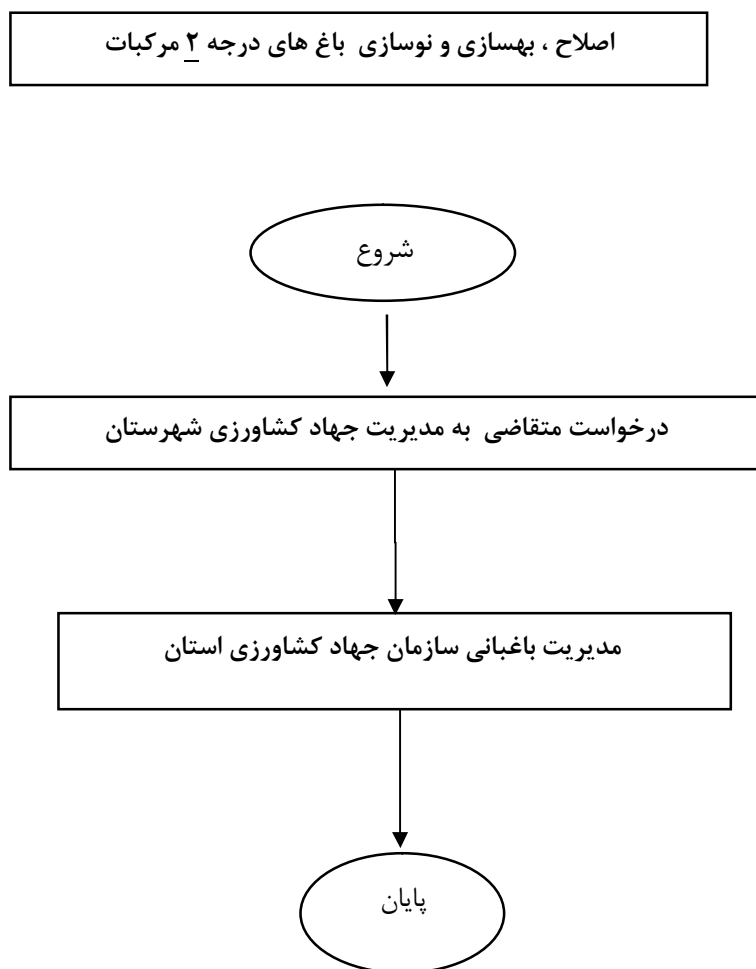 اصلاح ، بهسازی و نوسازی باغ های درجه ۲ مرکبات
شروع
درخواست متقاضی به مدیریت جهاد کشاورزی شهرستان
مدیریت باغبانی سازمان جهاد کشاورزی استان
پایان